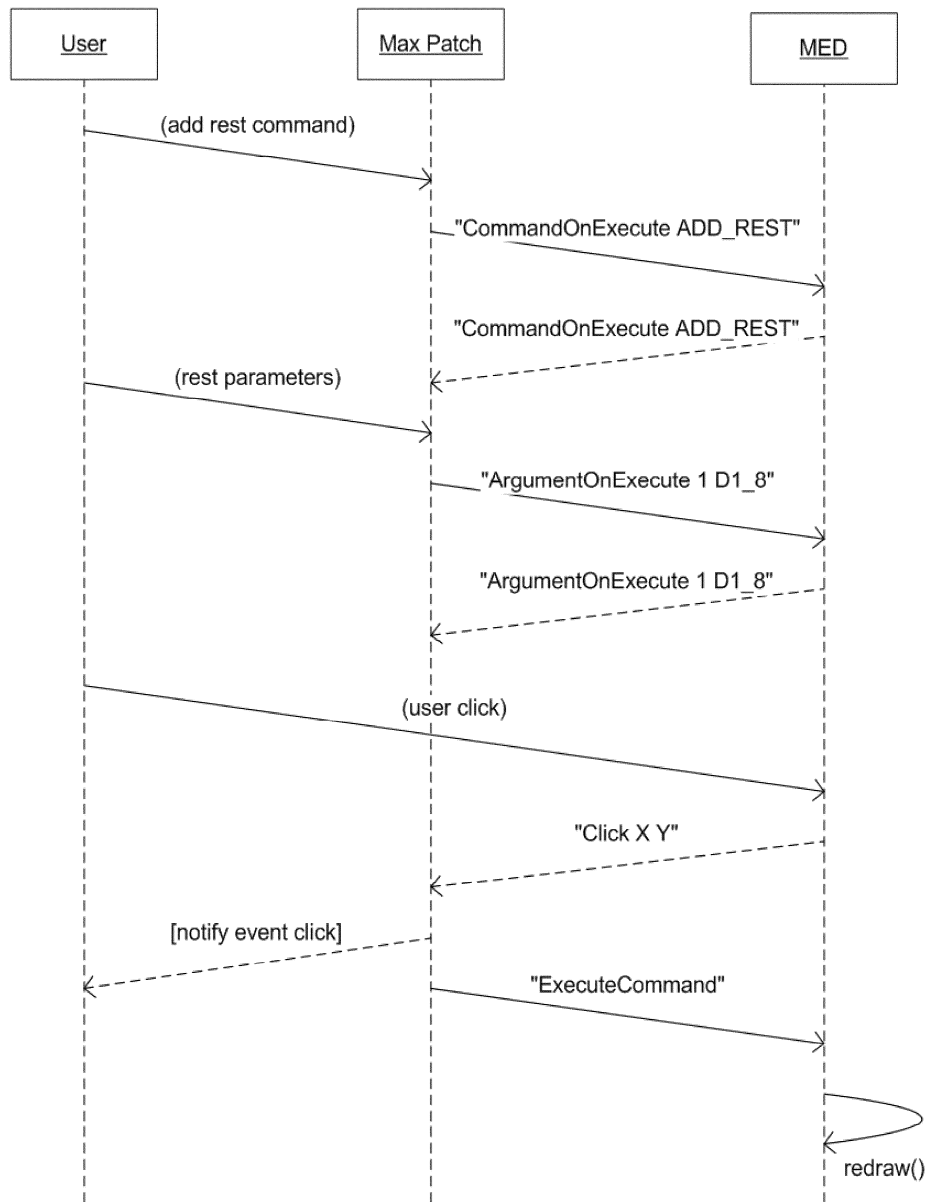 User
Max Patch
MED
(add rest command)
"CommandOnExecute ADD_REST"
"CommandOnExecute ADD_REST"
(rest parameters)
"ArgumentOnExecute 1 D1_8"
"ArgumentOnExecute 1 D1_8"
(user click)
"Click X Y"
[notify event click]
"ExecuteCommand"
redraw()